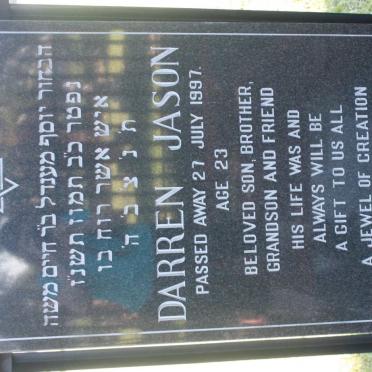 הבחור יוסף מענדל בר חיים משה
נפטר כ״ב תמוז תשנ״ז
איש אשר רוח בו
ת נ צ ב ה
DARREN JASON
PASSED AWAY 27 JULY 1997.
AGE 23
BELOVED SON, BROTHER,
GRANDSON AND FRIEND
HIS LIFE WAS AND
ALWAYS WILL BE
A GIFT TO US ALL
A JEWEL OF CREATION